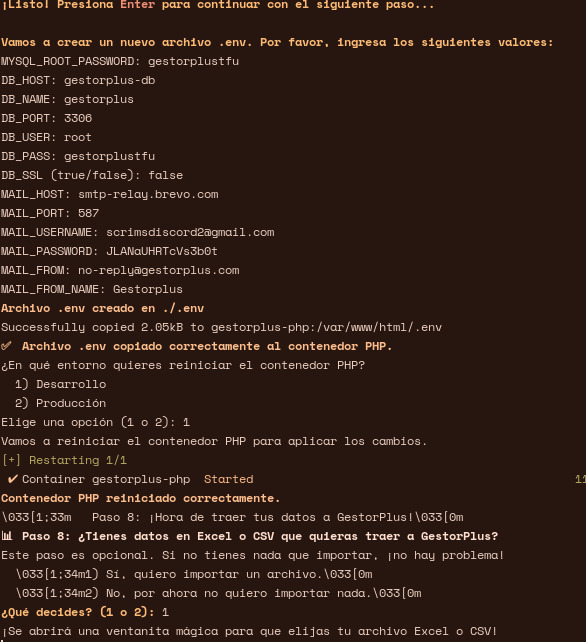 ¡Listo! Presiona Enter para continuar con el siguiente paso...
Vamos a crear un nuevo archivo .env. Por favor, ingresa los siguientes valores:
MYSQL_ROOT_PASSWORD: gestorplustfu
DB_HOST: gestorplus-db
DB_NAME: gestorplus
DB_PORT: 3306
DB_USER: root
DB_PASS: gestorplustfu
DB_SSL (true/false): false
MAIL_HOST: smtp-relay.brevo.com
MAIL_PORT: 587
MAIL_USERNAME: scrimsdiscord2@gmail.com
MAIL_PASSWORD: JLANaUHRTcVs3b0t
MAIL_FROM: no-reply@gestorplus.com
MAIL_FROM_NAME: Gestorplus
Archivo .env creado en ./.env
Successfully copied 2.05kB to gestorplus-php:/var/www/html/.env
✅ Archivo .env copiado correctamente al contenedor PHP.
¿En qué entorno quieres reiniciar el contenedor PHP?
1) Desarrollo
2) Producción
Elige una opción (1 o 2): 1
Vamos a reiniciar el contenedor PHP para aplicar los cambios.
[+] Restarting 1/1
✔ Container gestorplus-php Started 11
Contenedor PHP reiniciado correctamente.
\033[1;33m Paso 8: ¡Hora de traer tus datos a GestorPlus!\033[0m
📊 Paso 8: ¿Tienes datos en Excel o CSV que quieras traer a GestorPlus?
Este paso es opcional. Si no tienes nada que importar, ¡no hay problema!
\033[1;34m1) Sí, quiero importar un archivo.\033[0m
\033[1;34m2) No, por ahora no quiero importar nada.\033[0m
¿Qué decides? (1 o 2): 1
¡Se abrirá una ventanita mágica para que elijas tu archivo Excel o CSV!